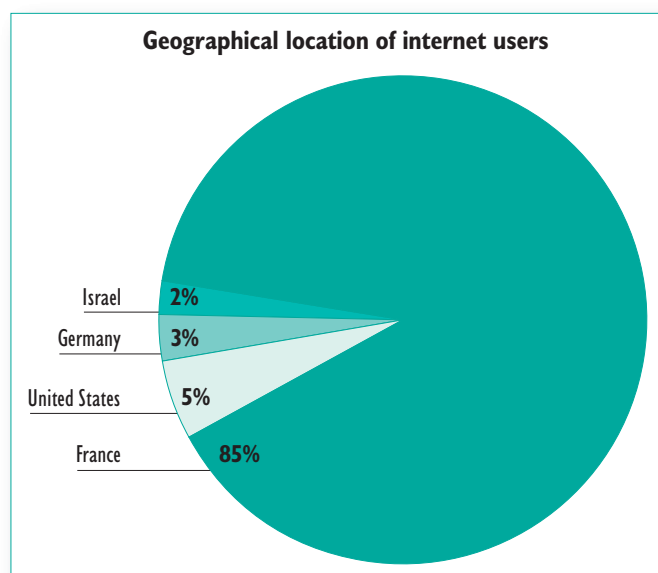 Geographical location of internet users
Israel 2%
Germany 3%
United States 5%
France 85%